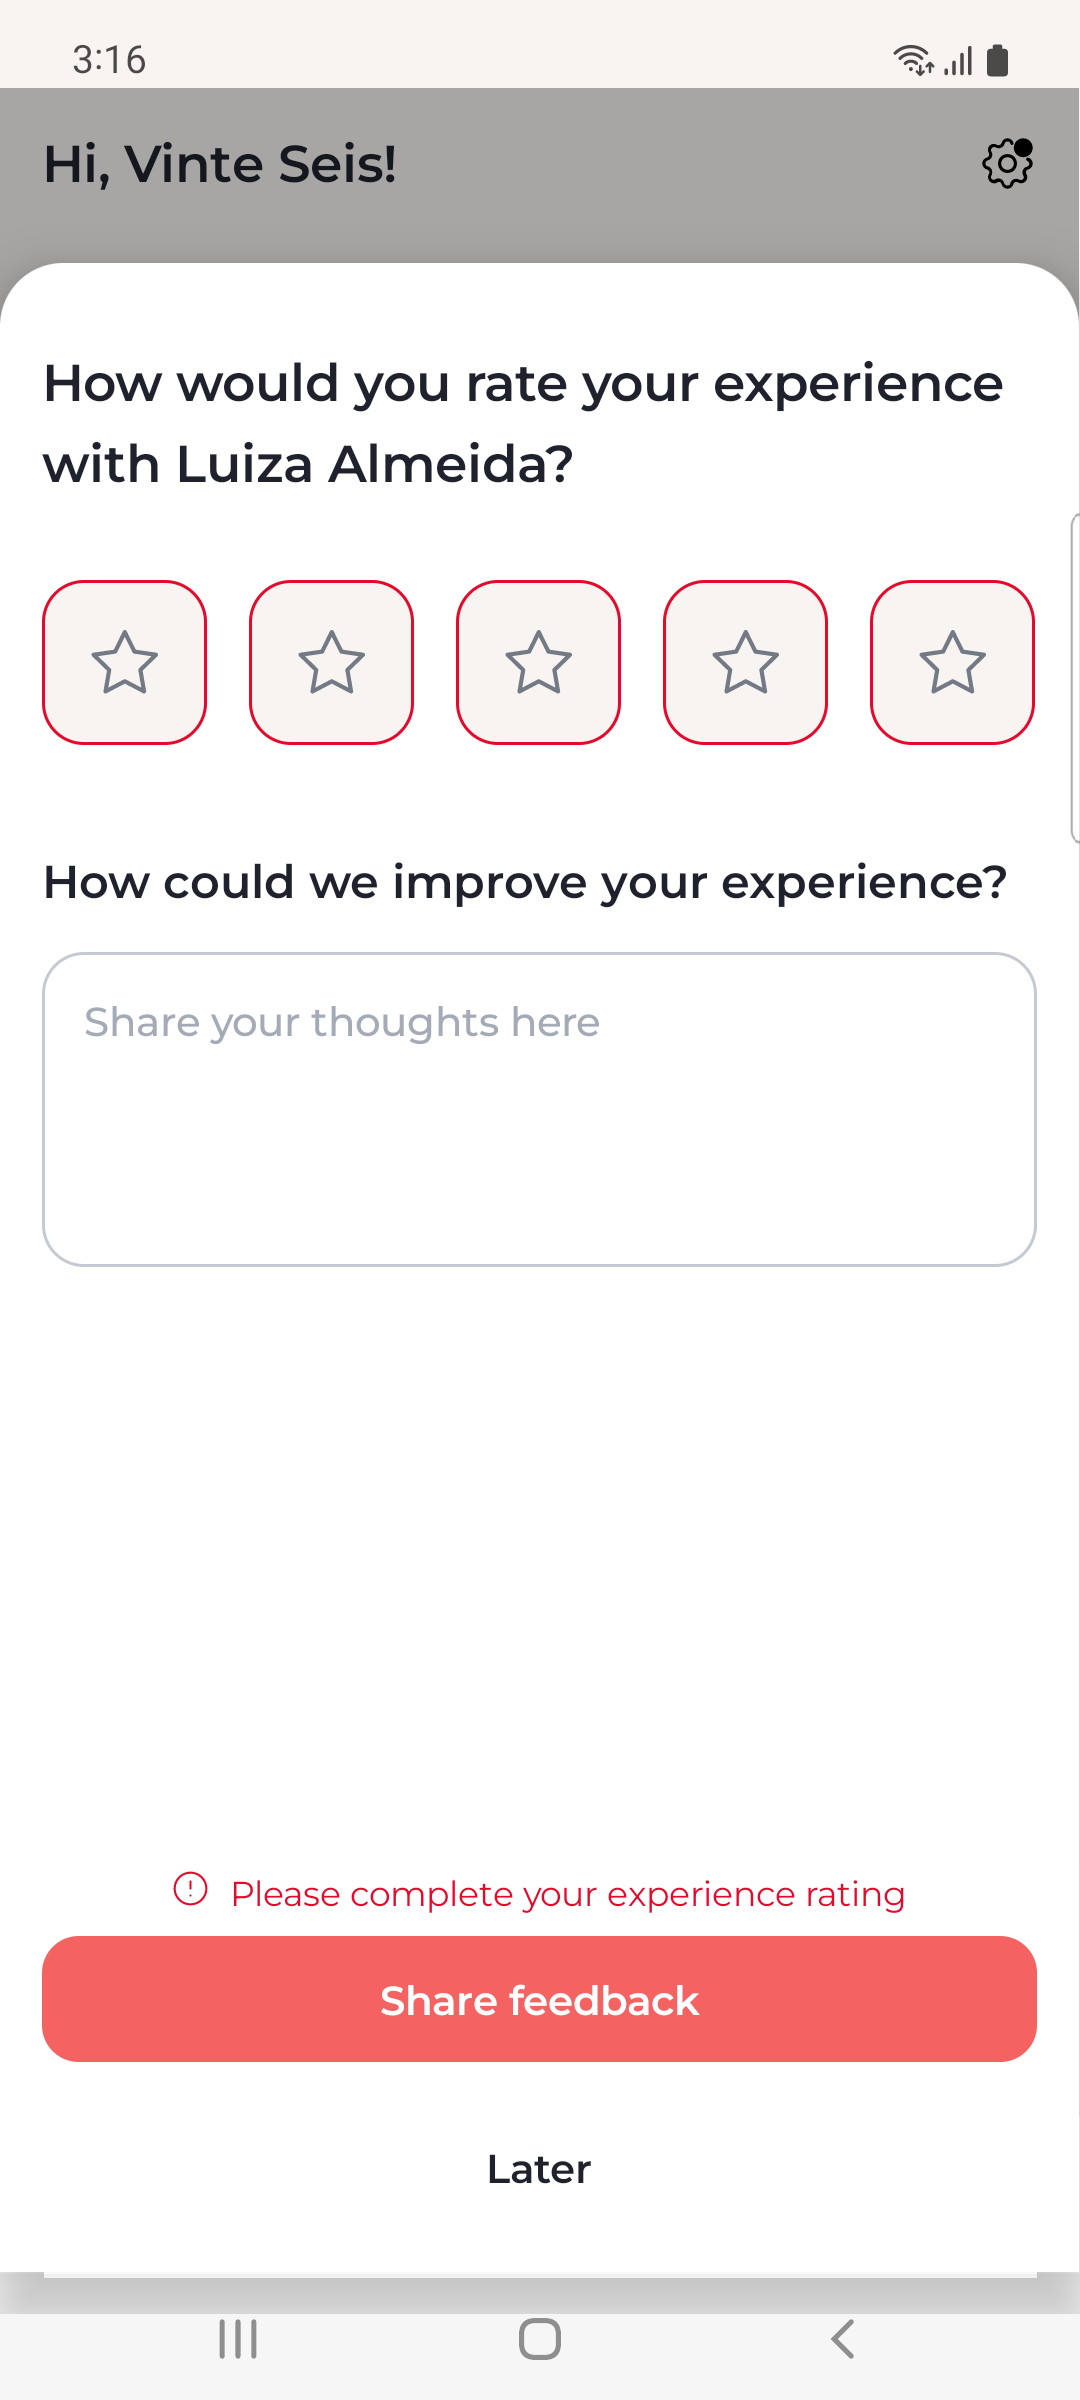 3:16
Hi, Vinte Seis!
How would you rate your experience
with Luiza Almeida?
How could we improve your experience?
Share your thoughts here
Please complete your experience rating
Share feedback
Later